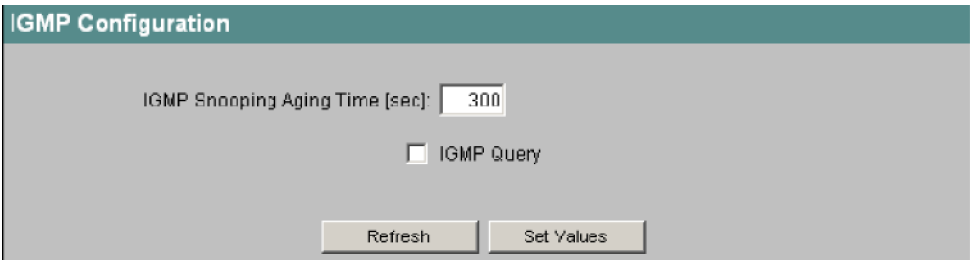 IGMP Configuration
IGMP Snooping Aging Time [sec]: 300
IGMP Query
Refresh Set Values